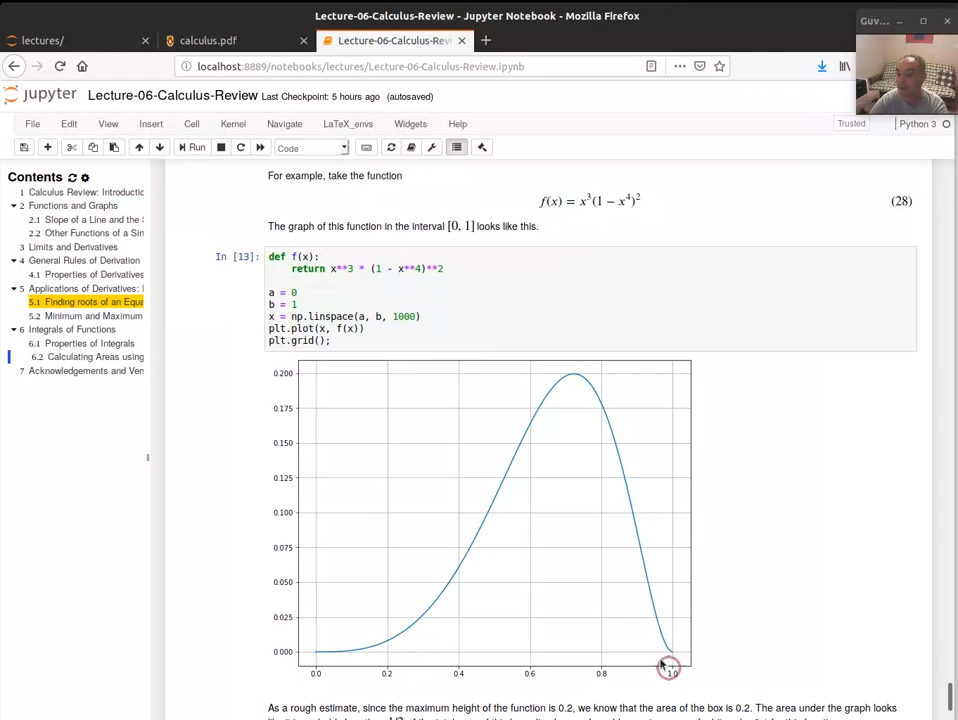 Lecture-06-Calculus-Review - Jupyter Notebook - Mozilla Firefox
Guv...
lectures/
calculus.pdf
Lecture-06-Calculus-Rev
localhost:8889/notebooks/lectures/Lecture-06-Calculus-Review.ipynb
jupyter Lecture-06-Calculus-Review Last Checkpoint: 5 hours ago (autosaved)
File Edit View Insert Cell Kernel Navigate LaTeX_envs Widgets Help Trusted Python 3
Run Code
Contents
1 Calculus Review: Introductic
2 Functions and Graphs
2.1 Slope of a Line and the
2.2 Other Functions of a Sin
3 Limits and Derivatives
4 General Rules of Derivation
4.1 Properties of Derivatives
5 Applications of Derivatives:
5.1 Finding roots of an Equa
5.2 Minimum and Maximum
6 Integrals of Functions
6.1 Properties of Integrals
6.2 Calculating Areas using
7 Acknowledgements and Ver
For example, take the function
f(x) = x³(1 − x⁴)² (28)
The graph of this function in the interval [0, 1] looks like this.
In [13]:
def f(x):
return x**3 * (1 - x**4)**2
a = 0
b = 1
x = np.linspace(a, b, 1000)
plt.plot(x, f(x))
plt.grid();
0.200
0.175
0.150
0.125
0.100
0.075
0.050
0.025
0.000
0.0 0.2 0.4 0.6 0.8 1.0
As a rough estimate, since the maximum height of the function is 0.2, we know that the area of the box is 0.2. The area under the graph looks